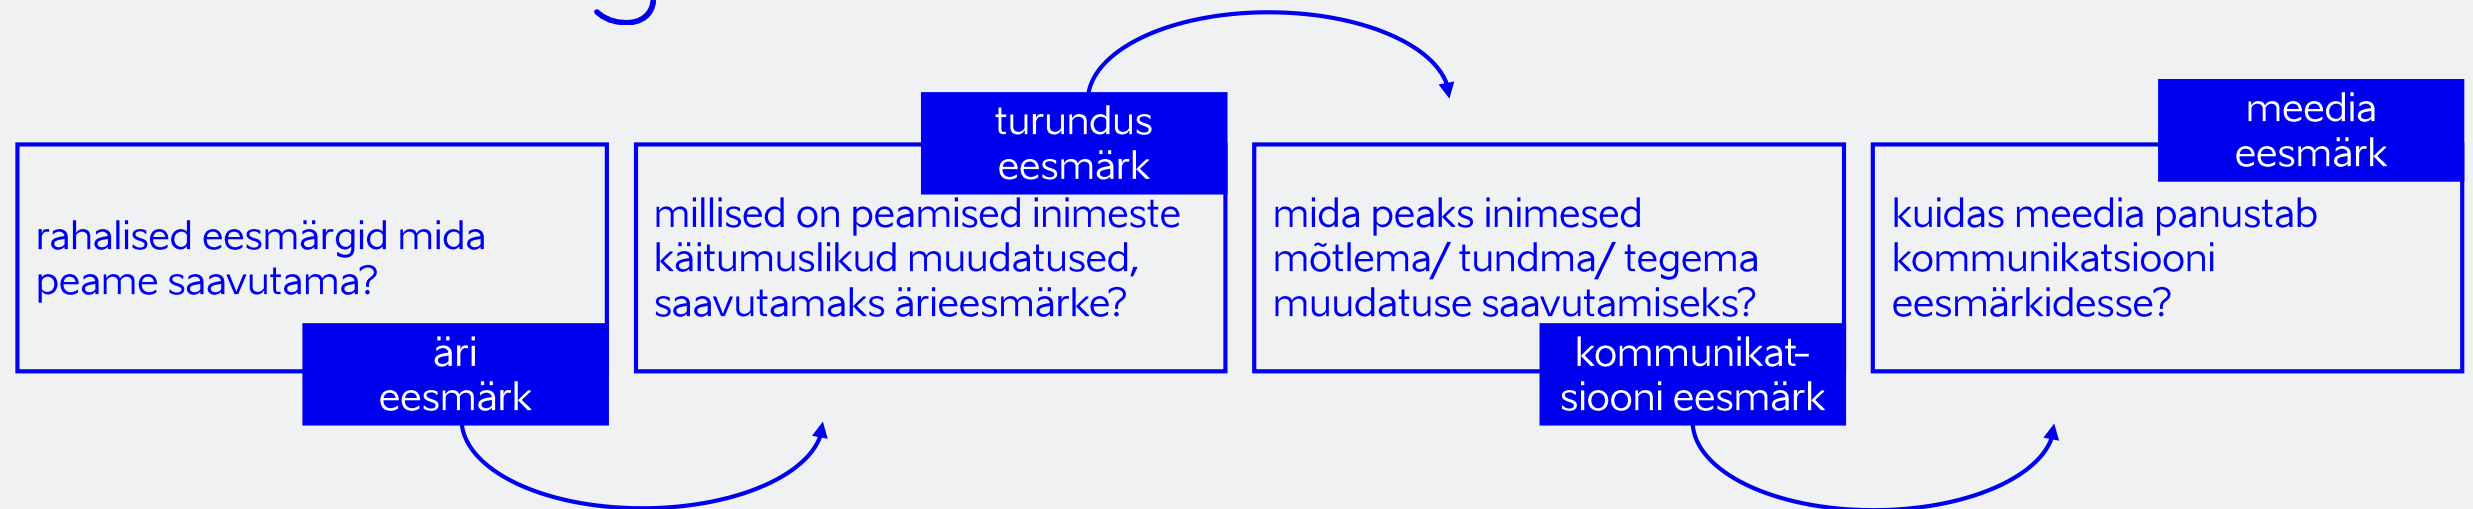 rahalised eesmärgid mida
peame saavutama?
äri
eesmärk
turundus
eesmärk
millised on peamised inimeste
käitumuslikud muudatused,
saavutamaks ärieesmärke?
mida peaks inimesed
mõtlema/ tundma/ tegema
muudatuse saavutamiseks?
kommunikat-
siooni eesmärk
meedia
eesmärk
kuidas meedia panustab
kommunikatsiooni
eesmärkidesse?